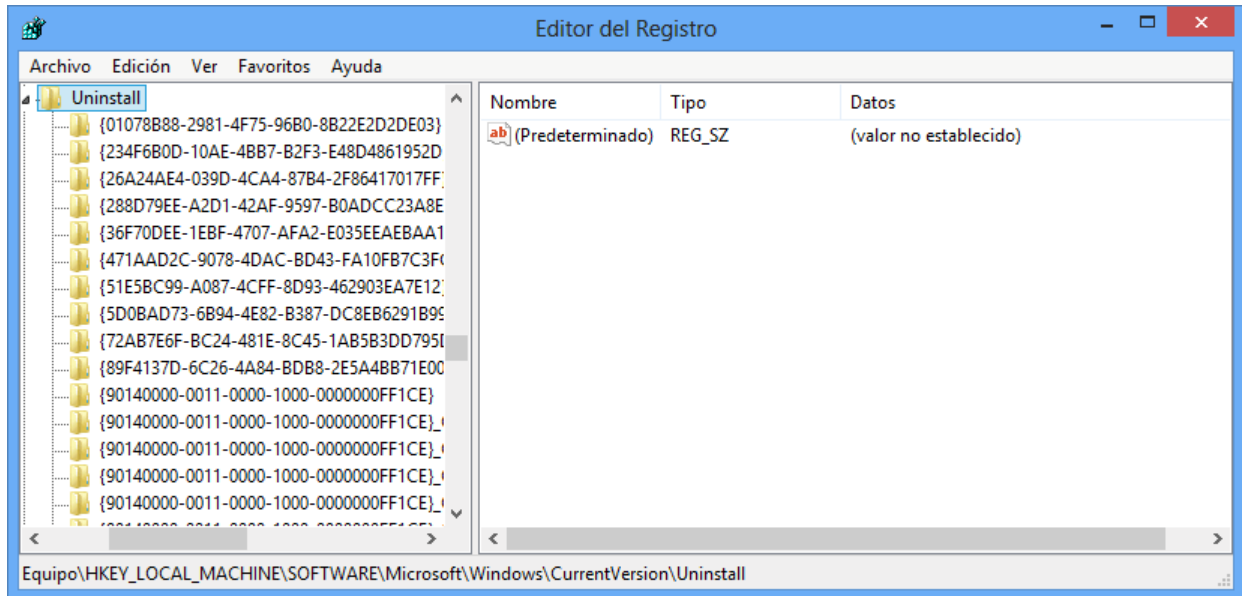 Editor del Registro
Archivo Edición Ver Favoritos Ayuda
Uninstall
{01078B88-2981-4F75-96B0-8B22E2D2DE03}
{234F6B0D-10AE-4BB7-B2F3-E48D4861952D
{26A24AE4-039D-4CA4-87B4-2F86417017FF}
{288D79EE-A2D1-42AF-9597-B0ADCC23A8E
{36F70DEE-1EBF-4707-AFA2-E035EEAEBAA1
{471AAD2C-9078-4DAC-BD43-FA10FB7C3F
{51E5BC99-A087-4CFF-8D93-462903EA7E12}
{5D0BAD73-6B94-4E82-B387-DC8EB6291B99
{72AB7E6F-BC24-481E-8C45-1AB5B3DD795
{89F4137D-6C26-4A84-BDB8-2E5A4BB71E00
{90140000-0011-0000-1000-0000000FF1CE}
{90140000-0011-0000-1000-0000000FF1CE}_
{90140000-0011-0000-1000-0000000FF1CE}_
{90140000-0011-0000-1000-0000000FF1CE}_
{90140000-0011-0000-1000-0000000FF1CE}_
Nombre Tipo Datos
ab (Predeterminado) REG_SZ (valor no establecido)
Equipo\HKEY_LOCAL_MACHINE\SOFTWARE\Microsoft\Windows\CurrentVersion\Uninstall